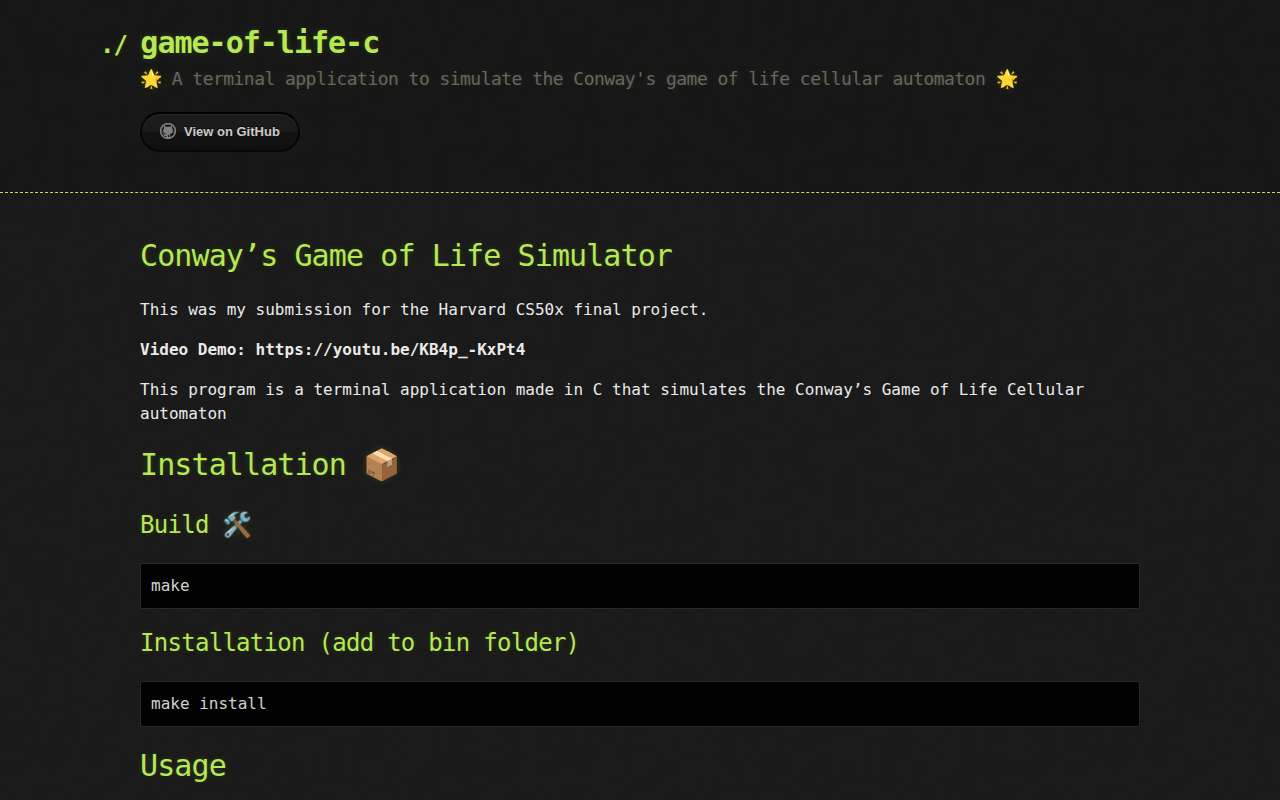 ./ game-of-life-c
🌟 A terminal application to simulate the Conway's game of life cellular automaton 🌟
View on GitHub
Conway’s Game of Life Simulator
This was my submission for the Harvard CS50x final project.
Video Demo: https://youtu.be/KB4p_-KxPt4
This program is a terminal application made in C that simulates the Conway’s Game of Life Cellular
automaton
Installation 📦
Build 🛠️
make
Installation (add to bin folder)
make install
Usage